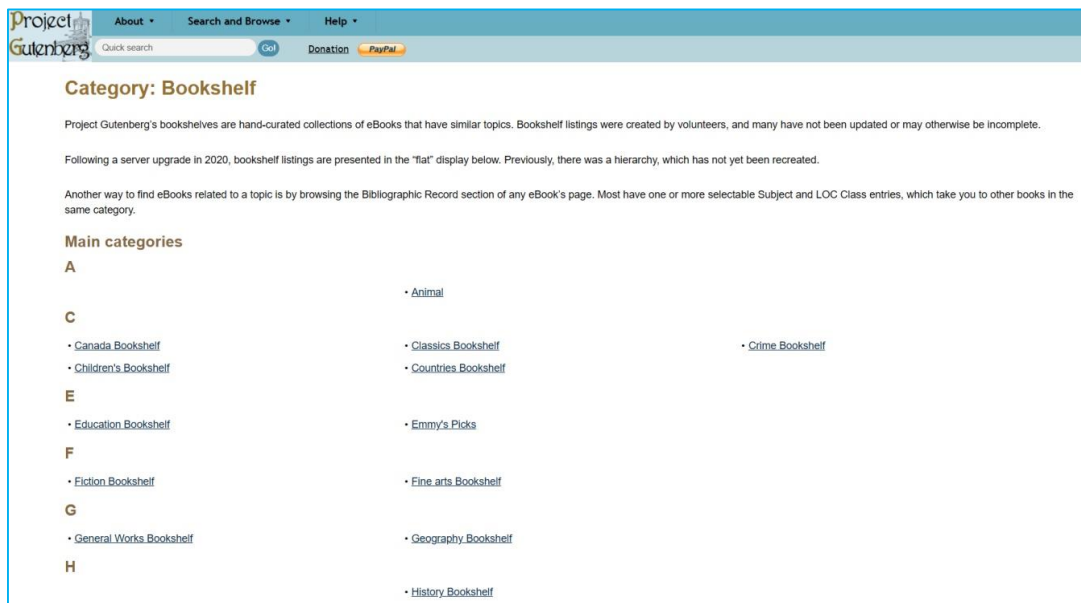 Project
Gutenberg
About
Search and Browse
Help
Quick search
Go!
Donation
PayPal
Category: Bookshelf
Project Gutenberg's bookshelves are hand-curated collections of eBooks that have similar topics. Bookshelf listings were created by volunteers, and many have not been updated or may otherwise be incomplete.
Following a server upgrade in 2020, bookshelf listings are presented in the "flat" display below. Previously, there was a hierarchy, which has not yet been recreated.
Another way to find eBooks related to a topic is by browsing the Bibliographic Record section of any eBook's page. Most have one or more selectable Subject and LOC Class entries, which take you to other books in the
same category.
Main categories
A
• Animal
C
• Canada Bookshelf
• Classics Bookshelf
• Crime Bookshelf
• Children's Bookshelf
• Countries Bookshelf
E
• Education Bookshelf
• Emmy's Picks
F
• Fiction Bookshelf
• Fine arts Bookshelf
G
• General Works Bookshelf
• Geography Bookshelf
H
• History Bookshelf